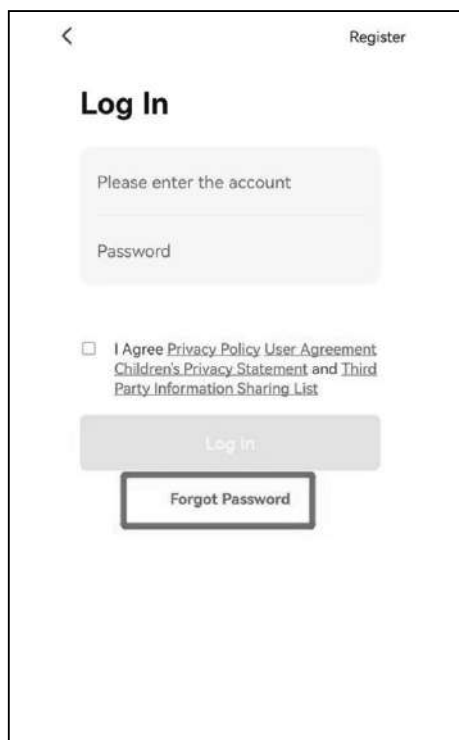 Register
Log In
Please enter the account
Password
I Agree Privacy Policy User Agreement
Children's Privacy Statement and Third
Party Information Sharing List
Log In
Forgot Password